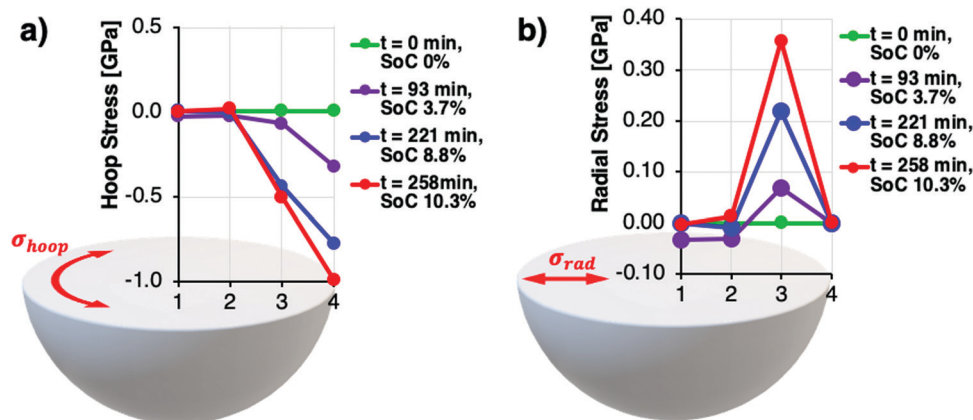 a)
Hoop Stress [GPa]
0.5
0.0
-0.5
-1.0
1 2 3 4
t = 0 min,
SoC 0%
t = 93 min,
SoC 3.7%
t = 221 min,
SoC 8.8%
t = 258min,
SoC 10.3%
σhoop
b)
Radial Stress [GPa]
0.40
0.30
0.20
0.10
0.00
-0.10
1 2 3 4
t = 0 min,
SoC 0%
t = 93 min,
SoC 3.7%
t = 221 min,
SoC 8.8%
t = 258 min,
SoC 10.3%
σrad